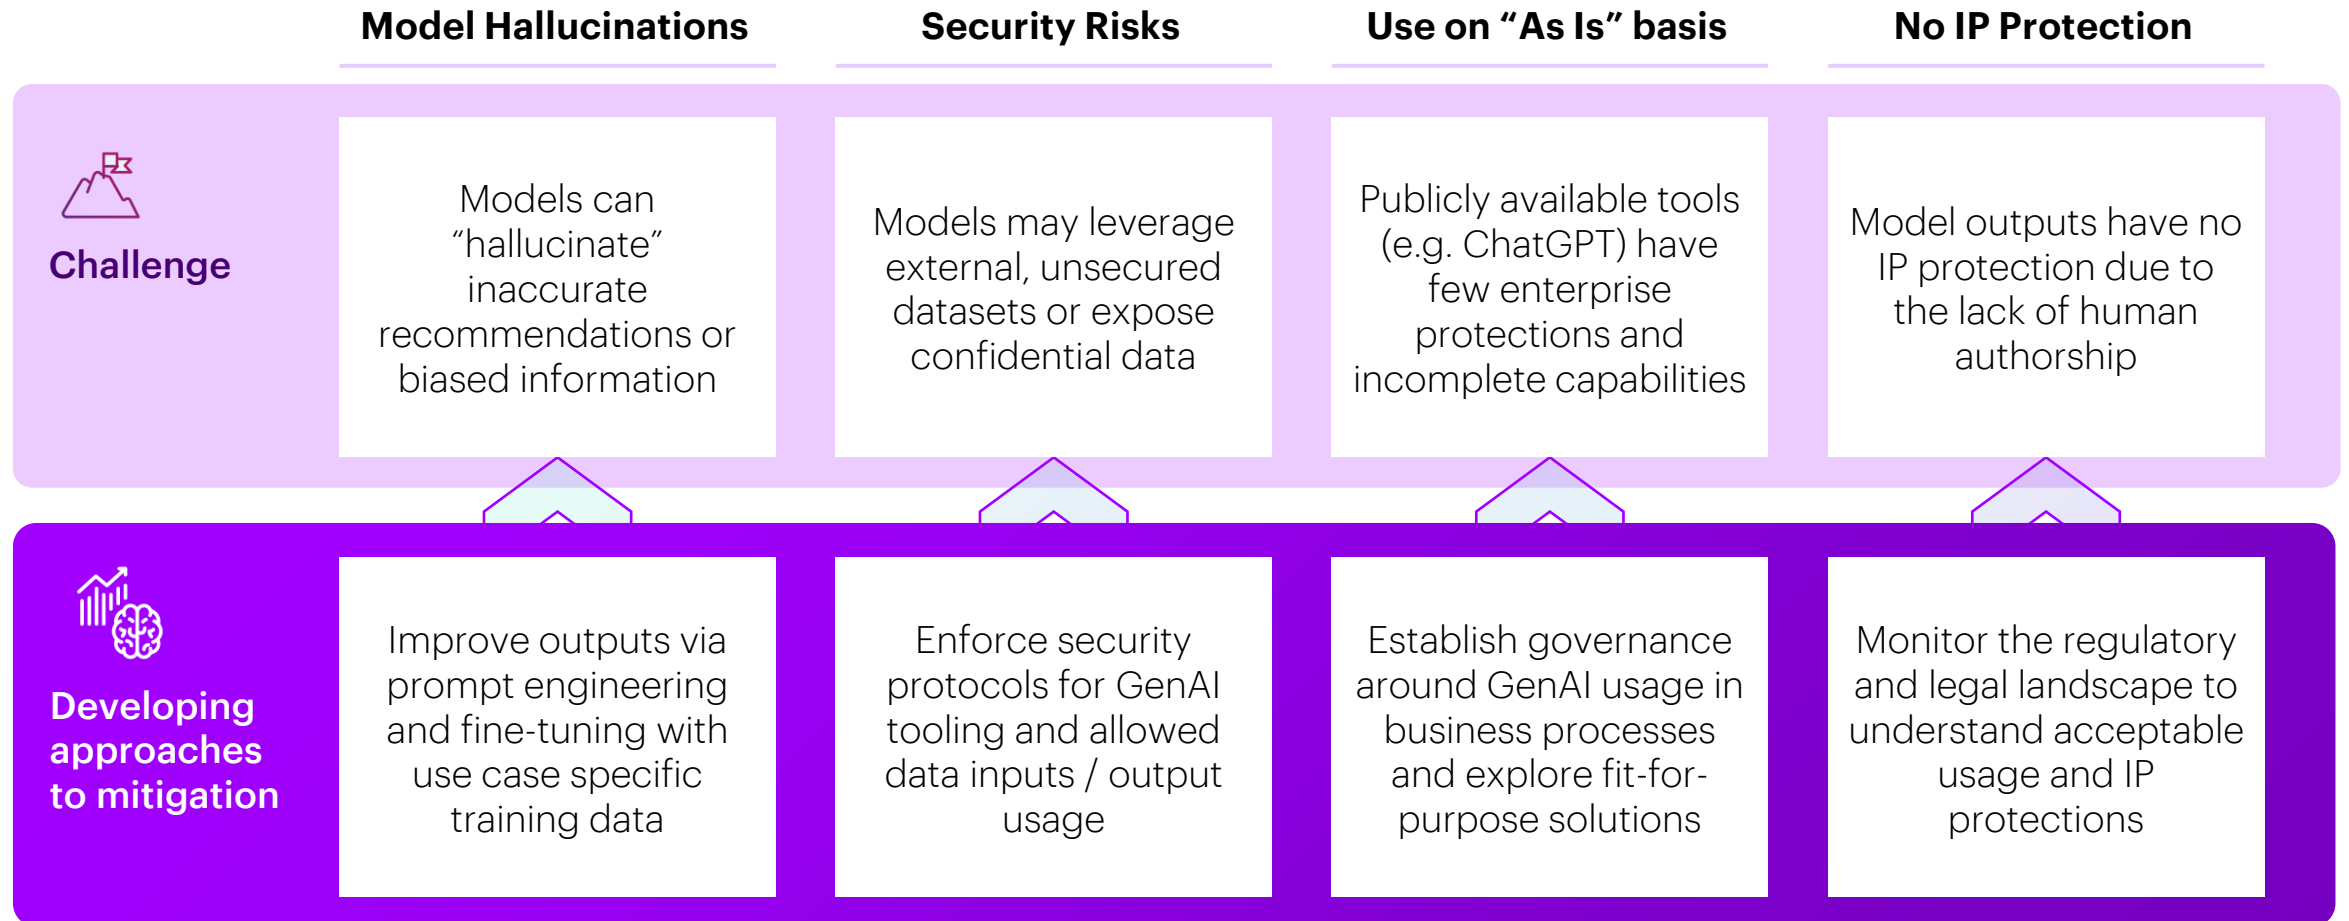 Model Hallucinations
Security Risks
Use on “As Is” basis
No IP Protection
Challenge
Models can
“hallucinate”
inaccurate
recommendations or
biased information
Models may leverage
external, unsecured
datasets or expose
confidential data
Publicly available tools
(e.g. ChatGPT) have
few enterprise
protections and
incomplete capabilities
Model outputs have no
IP protection due to
the lack of human
authorship
Developing
approaches
to mitigation
Improve outputs via
prompt engineering
and fine-tuning with
use case specific
training data
Enforce security
protocols for GenAI
tooling and allowed
data inputs / output
usage
Establish governance
around GenAI usage in
business processes
and explore fit-for-
purpose solutions
Monitor the regulatory
and legal landscape to
understand acceptable
usage and IP
protections